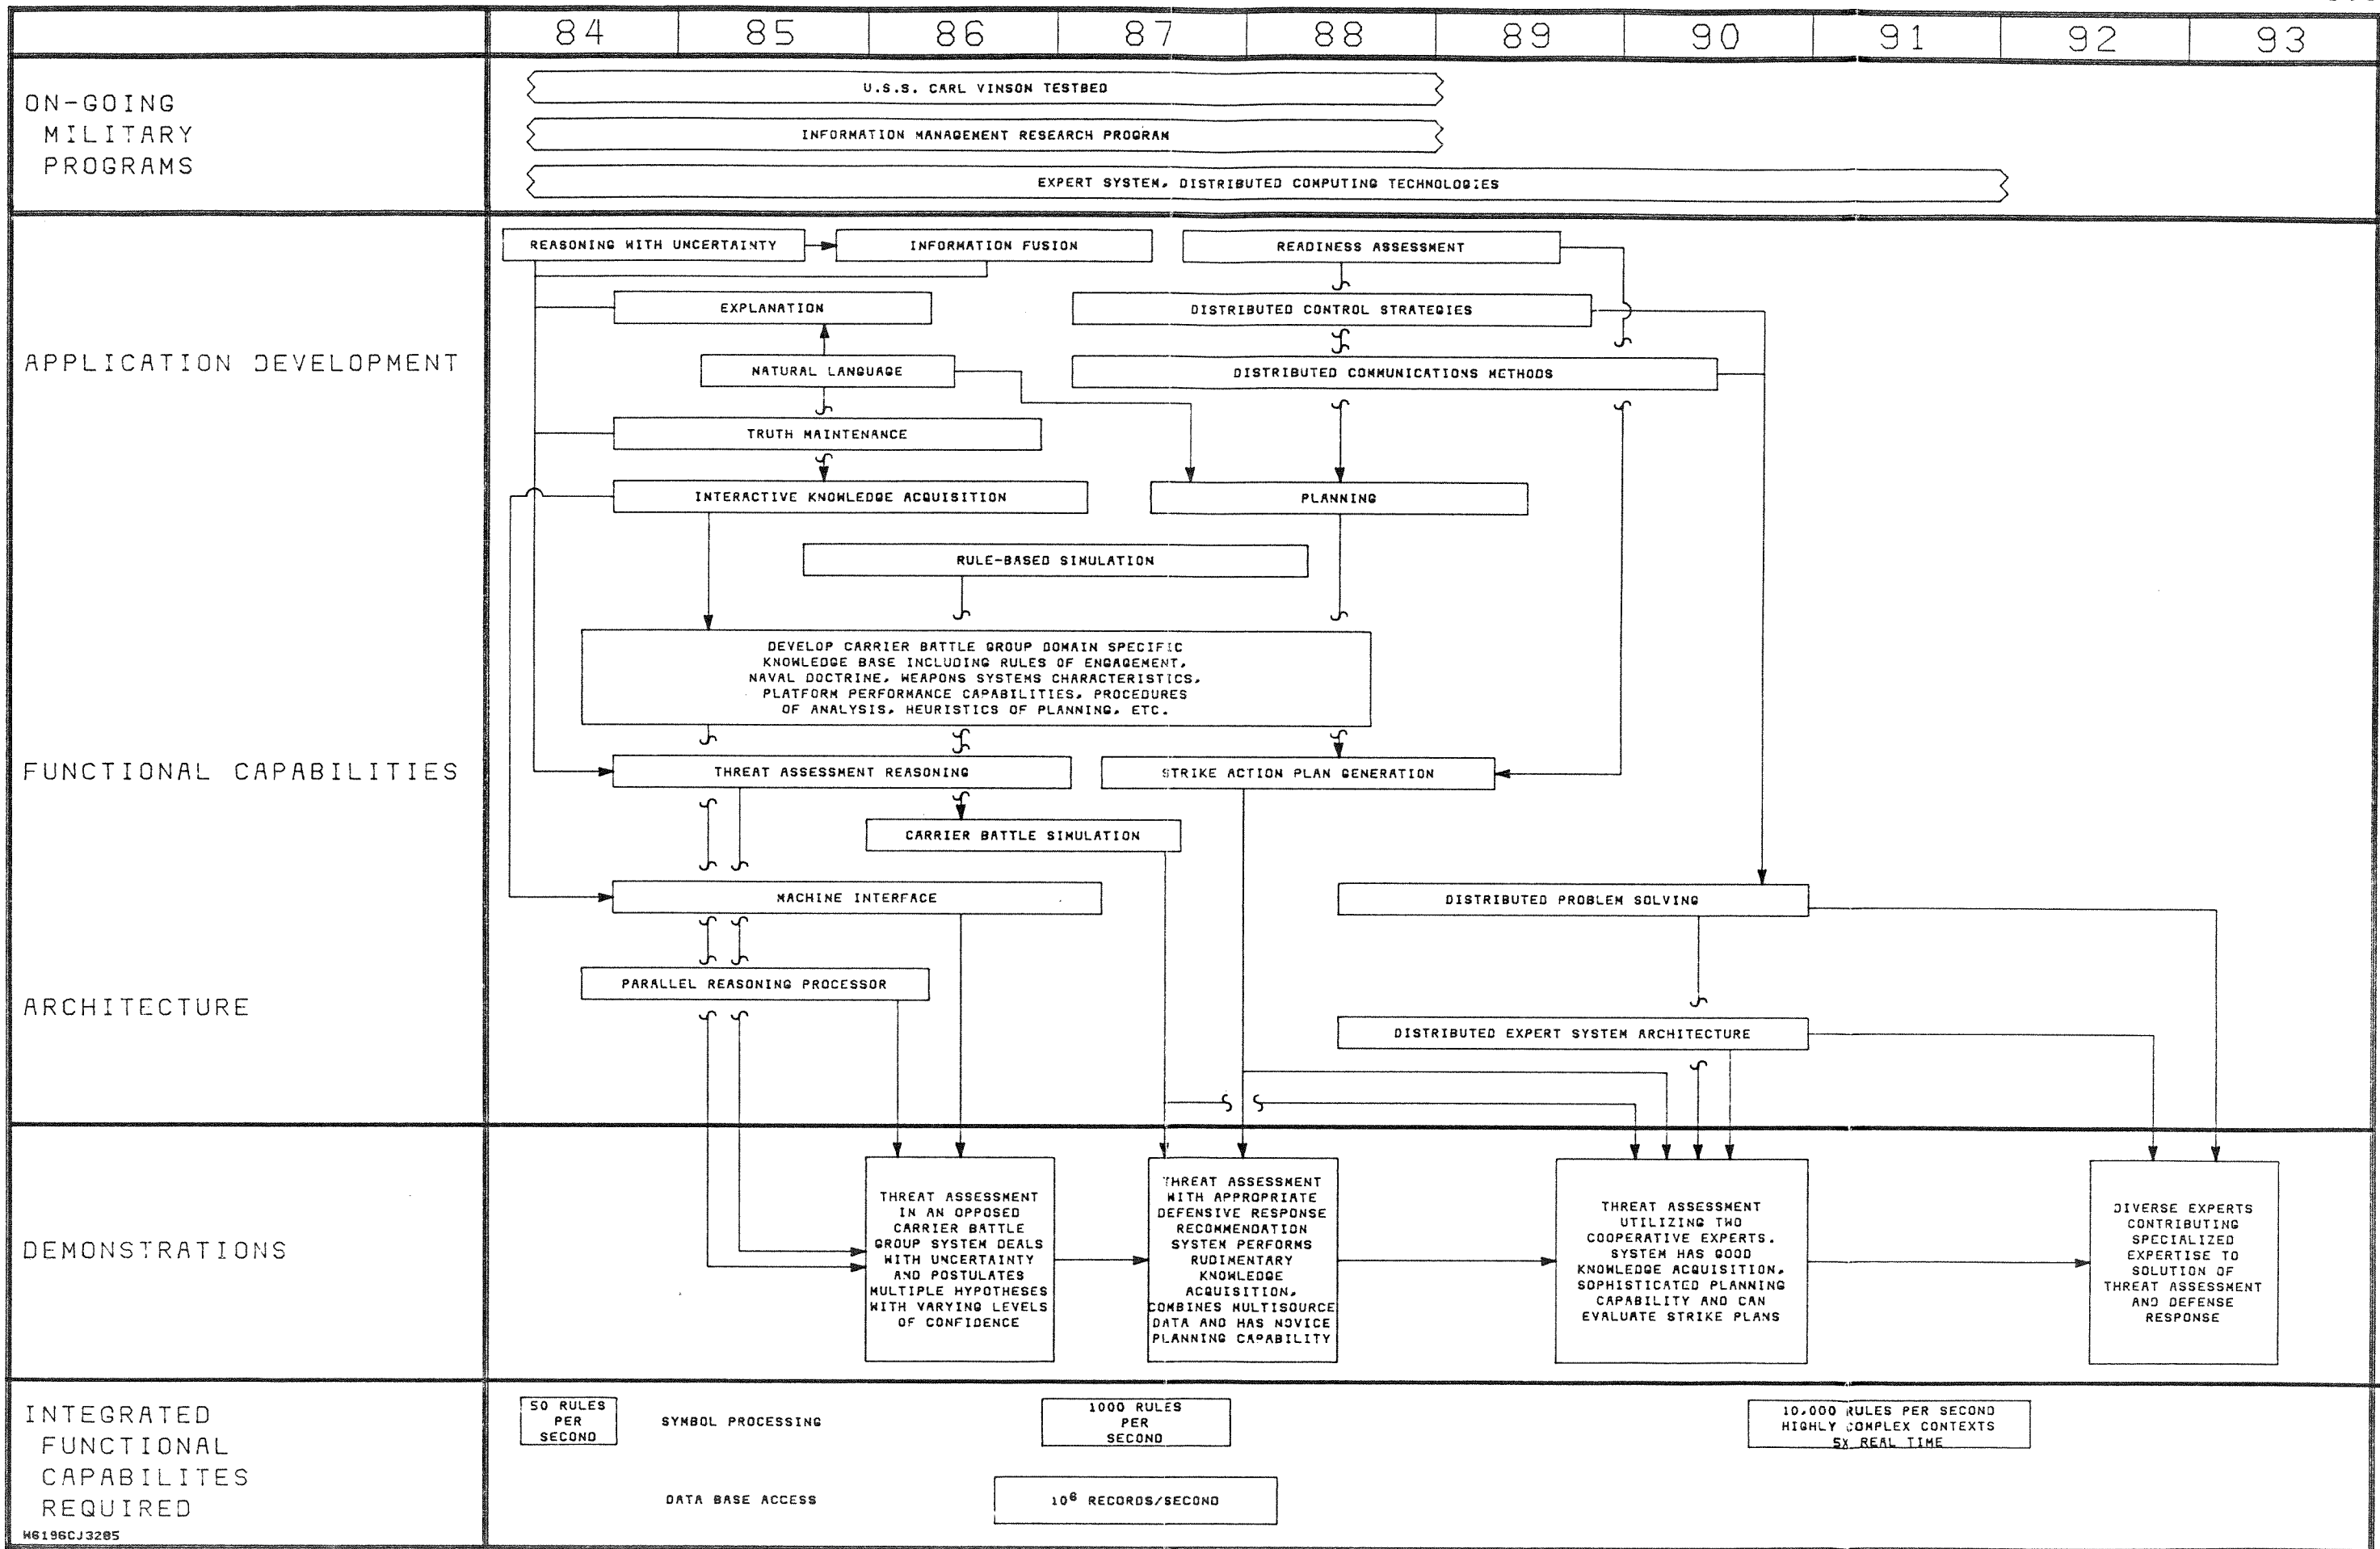 84 85 86 87 88 89 90 91 92 93
ON-GOING
MILITARY
PROGRAMS
U.S.S. CARL VINSON TESTBED
INFORMATION MANAGEMENT RESEARCH PROGRAM
EXPERT SYSTEM, DISTRIBUTED COMPUTING TECHNOLOGIES
APPLICATION DEVELOPMENT
REASONING WITH UNCERTAINTY
INFORMATION FUSION
READINESS ASSESSMENT
EXPLANATION
DISTRIBUTED CONTROL STRATEGIES
NATURAL LANGUAGE
DISTRIBUTED COMMUNICATIONS METHODS
TRUTH MAINTENANCE
INTERACTIVE KNOWLEDGE ACQUISITION
PLANNING
RULE-BASED SIMULATION
DEVELOP CARRIER BATTLE GROUP DOMAIN SPECIFIC
KNOWLEDGE BASE INCLUDING RULES OF ENGAGEMENT,
NAVAL DOCTRINE, WEAPONS SYSTEMS CHARACTERISTICS,
PLATFORM PERFORMANCE CAPABILITIES, PROCEDURES
OF ANALYSIS, HEURISTICS OF PLANNING, ETC.
FUNCTIONAL CAPABILITIES
THREAT ASSESSMENT REASONING
STRIKE ACTION PLAN GENERATION
CARRIER BATTLE SIMULATION
MACHINE INTERFACE
DISTRIBUTED PROBLEM SOLVING
ARCHITECTURE
PARALLEL REASONING PROCESSOR
DISTRIBUTED EXPERT SYSTEM ARCHITECTURE
DEMONSTRATIONS
THREAT ASSESSMENT
IN AN OPPOSED
CARRIER BATTLE
GROUP SYSTEM DEALS
WITH UNCERTAINTY
AND POSTULATES
MULTIPLE HYPOTHESES
WITH VARYING LEVELS
OF CONFIDENCE
THREAT ASSESSMENT
WITH APPROPRIATE
DEFENSIVE RESPONSE
RECOMMENDATION
SYSTEM PERFORMS
RUDIMENTARY
KNOWLEDGE
ACQUISITION,
COMBINES MULTISOURCE
DATA AND HAS NOVICE
PLANNING CAPABILITY
THREAT ASSESSMENT
UTILIZING TWO
COOPERATIVE EXPERTS.
SYSTEM HAS GOOD
KNOWLEDGE ACQUISITION,
SOPHISTICATED PLANNING
CAPABILITY AND CAN
EVALUATE STRIKE PLANS
DIVERSE EXPERTS
CONTRIBUTING
SPECIALIZED
EXPERTISE TO
SOLUTION OF
THREAT ASSESSMENT
AND DEFENSE
RESPONSE
INTEGRATED
FUNCTIONAL
CAPABILITES
REQUIRED
50 RULES
PER
SECOND
SYMBOL PROCESSING
1000 RULES
PER
SECOND
10,000 RULES PER SECOND
HIGHLY COMPLEX CONTEXTS
5X REAL TIME
DATA BASE ACCESS
10⁶ RECORDS/SECOND
W6196CJ3285